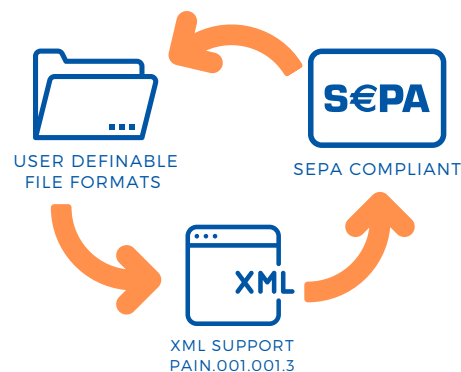 S€PA
USER DEFINABLE
FILE FORMATS
SEPA COMPLIANT
XML
XML SUPPORT
PAIN.001.001.3